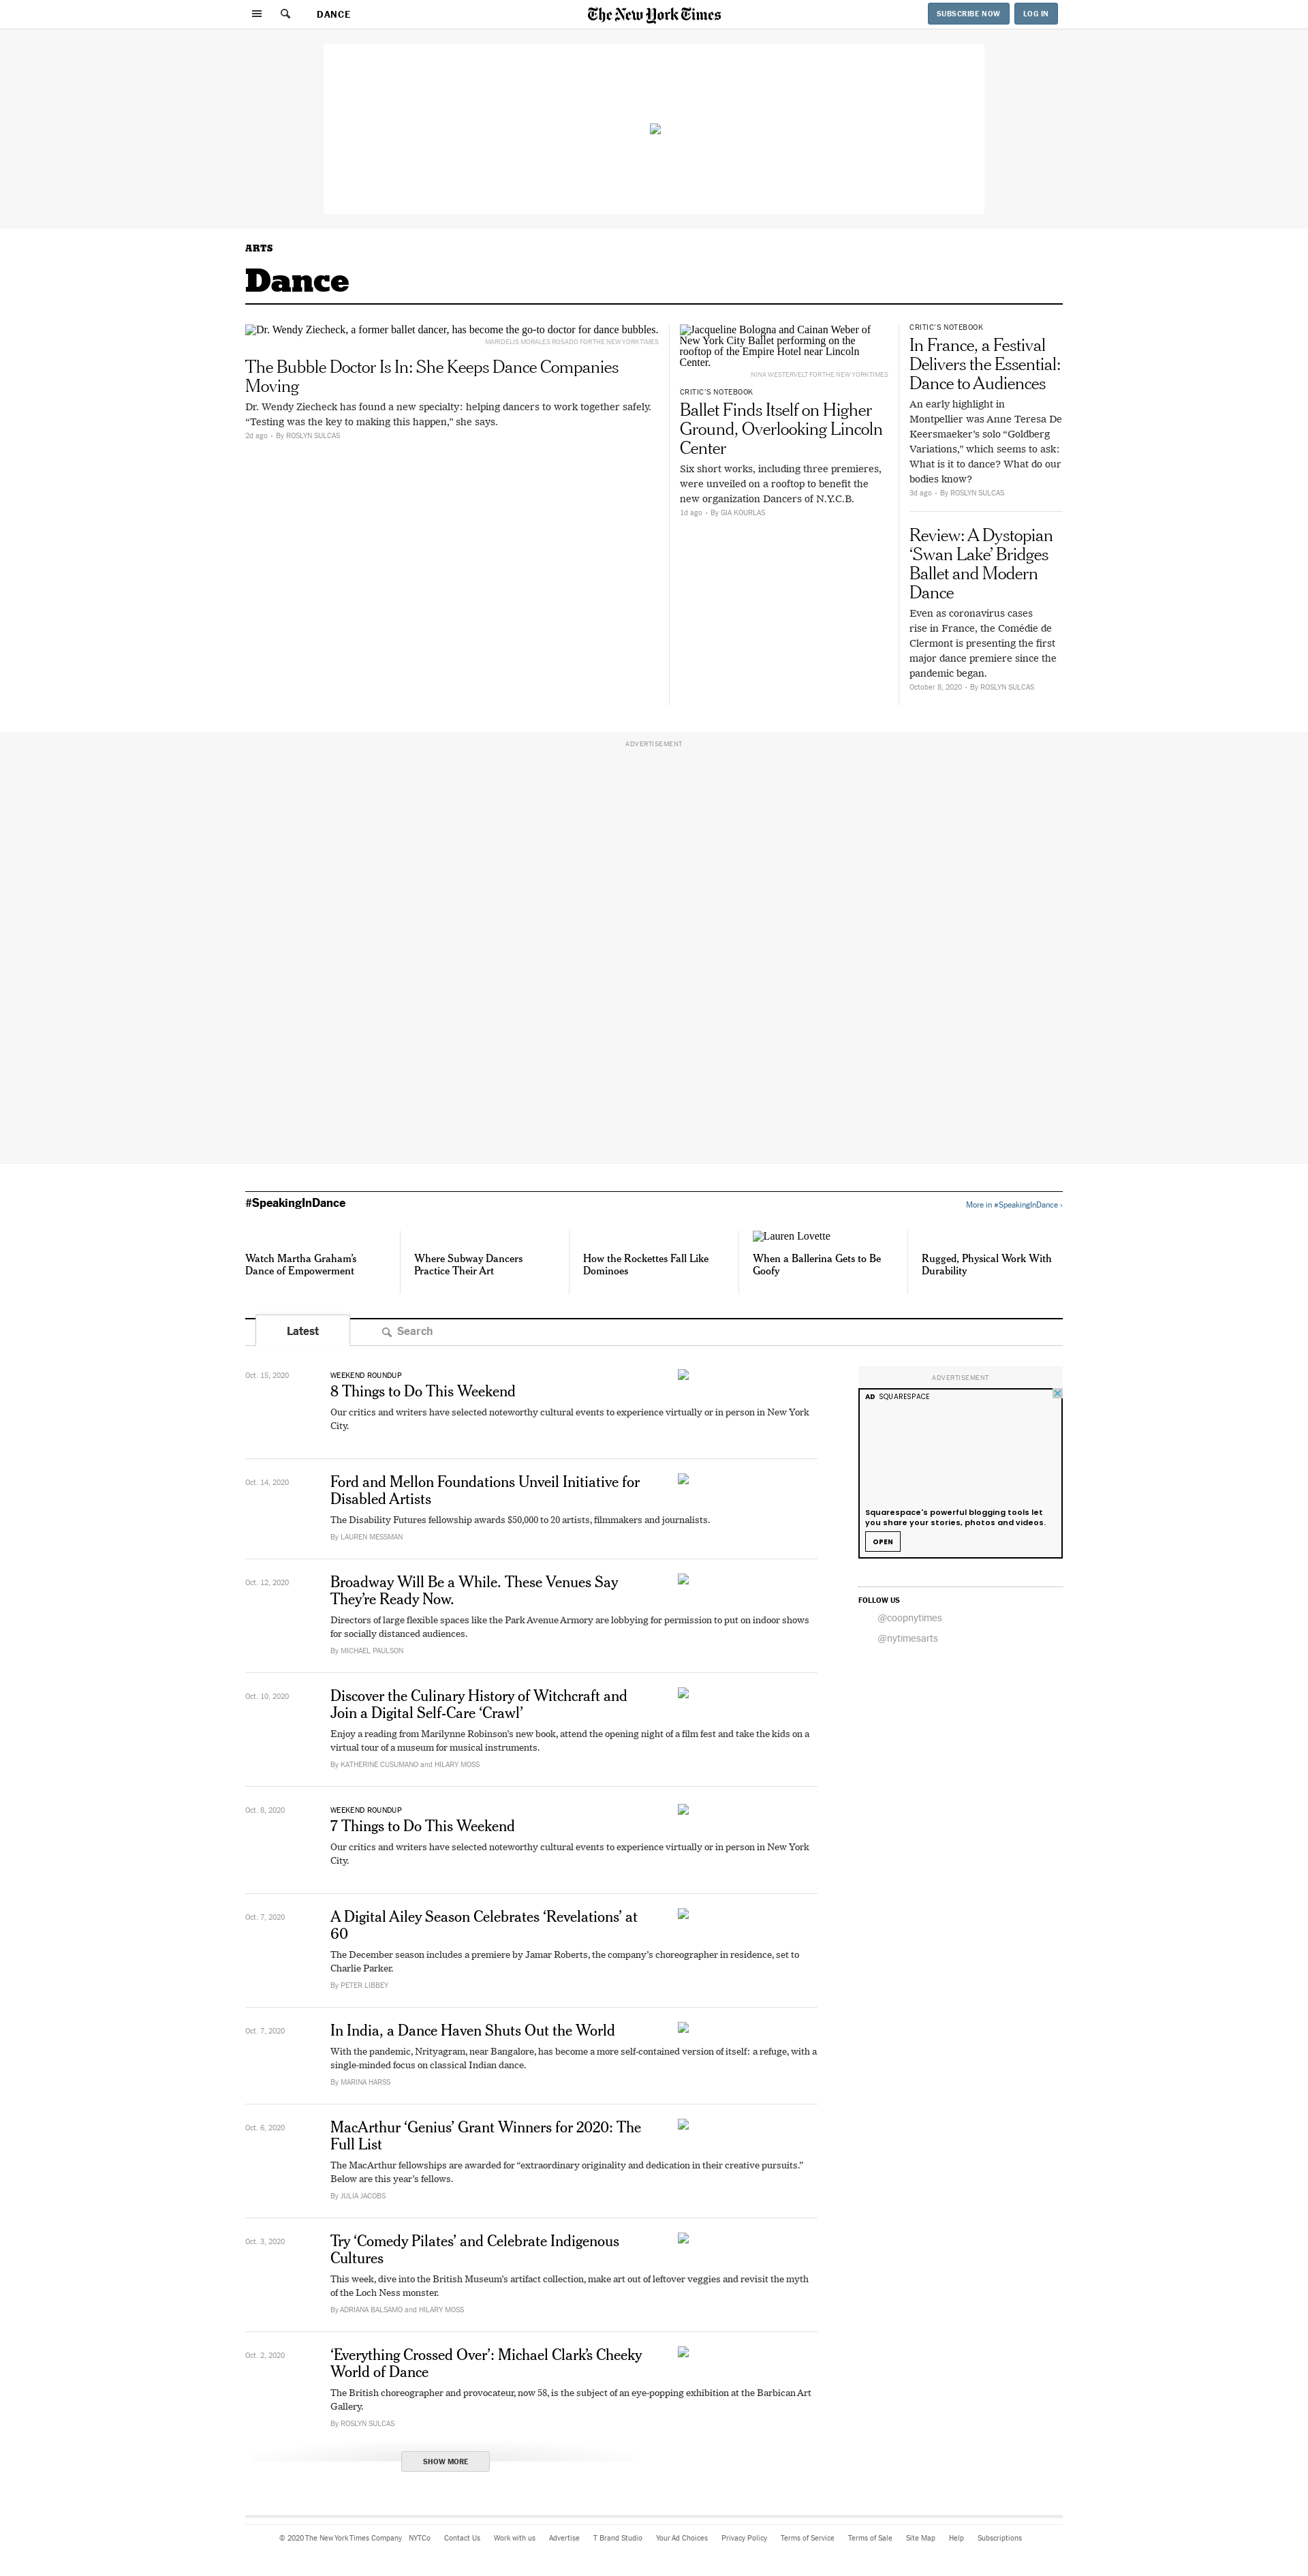 DANCE
The New York Times
SUBSCRIBE NOW
LOG IN
ARTS
Dance
Dr. Wendy Ziecheck, a former ballet dancer, has become the go-to doctor for dance bubbles.
MARIDELIS MORALES ROSADO FOR THE NEW YORK TIMES
The Bubble Doctor Is In: She Keeps Dance Companies
Moving
Dr. Wendy Ziecheck has found a new specialty: helping dancers to work together safely.
“Testing was the key to making this happen,” she says.
2d ago · By ROSLYN SULCAS
Jacqueline Bologna and Cainan Weber of
New York City Ballet performing on the
rooftop of the Empire Hotel near Lincoln
Center.
NINA WESTERVELT FOR THE NEW YORK TIMES
CRITIC’S NOTEBOOK
Ballet Finds Itself on Higher
Ground, Overlooking Lincoln
Center
Six short works, including three premieres,
were unveiled on a rooftop to benefit the
new organization Dancers of N.Y.C.B.
1d ago · By GIA KOURLAS
CRITIC’S NOTEBOOK
In France, a Festival
Delivers the Essential:
Dance to Audiences
An early highlight in
Montpellier was Anne Teresa De
Keersmaeker’s solo “Goldberg
Variations,” which seems to ask:
What is it to dance? What do our
bodies know?
3d ago · By ROSLYN SULCAS
Review: A Dystopian
‘Swan Lake’ Bridges
Ballet and Modern
Dance
Even as coronavirus cases
rise in France, the Comédie de
Clermont is presenting the first
major dance premiere since the
pandemic began.
October 8, 2020 · By ROSLYN SULCAS
ADVERTISEMENT
#SpeakingInDance
More in #SpeakingInDance ›
Watch Martha Graham’s
Dance of Empowerment
Where Subway Dancers
Practice Their Art
How the Rockettes Fall Like
Dominoes
Lauren Lovette
When a Ballerina Gets to Be
Goofy
Rugged, Physical Work With
Durability
Latest
Search
Oct. 15, 2020
WEEKEND ROUNDUP
8 Things to Do This Weekend
Our critics and writers have selected noteworthy cultural events to experience virtually or in person in New York
City.
Oct. 14, 2020
Ford and Mellon Foundations Unveil Initiative for
Disabled Artists
The Disability Futures fellowship awards $50,000 to 20 artists, filmmakers and journalists.
By LAUREN MESSMAN
Oct. 12, 2020
Broadway Will Be a While. These Venues Say
They’re Ready Now.
Directors of large flexible spaces like the Park Avenue Armory are lobbying for permission to put on indoor shows
for socially distanced audiences.
By MICHAEL PAULSON
Oct. 10, 2020
Discover the Culinary History of Witchcraft and
Join a Digital Self-Care ‘Crawl’
Enjoy a reading from Marilynne Robinson’s new book, attend the opening night of a film fest and take the kids on a
virtual tour of a museum for musical instruments.
By KATHERINE CUSUMANO and HILARY MOSS
Oct. 8, 2020
WEEKEND ROUNDUP
7 Things to Do This Weekend
Our critics and writers have selected noteworthy cultural events to experience virtually or in person in New York
City.
Oct. 7, 2020
A Digital Ailey Season Celebrates ‘Revelations’ at
60
The December season includes a premiere by Jamar Roberts, the company’s choreographer in residence, set to
Charlie Parker.
By PETER LIBBEY
Oct. 7, 2020
In India, a Dance Haven Shuts Out the World
With the pandemic, Nrityagram, near Bangalore, has become a more self-contained version of itself: a refuge, with a
single-minded focus on classical Indian dance.
By MARINA HARSS
Oct. 6, 2020
MacArthur ‘Genius’ Grant Winners for 2020: The
Full List
The MacArthur fellowships are awarded for “extraordinary originality and dedication in their creative pursuits.”
Below are this year’s fellows.
By JULIA JACOBS
Oct. 3, 2020
Try ‘Comedy Pilates’ and Celebrate Indigenous
Cultures
This week, dive into the British Museum’s artifact collection, make art out of leftover veggies and revisit the myth
of the Loch Ness monster.
By ADRIANA BALSAMO and HILARY MOSS
Oct. 2, 2020
‘Everything Crossed Over’: Michael Clark’s Cheeky
World of Dance
The British choreographer and provocateur, now 58, is the subject of an eye-popping exhibition at the Barbican Art
Gallery.
By ROSLYN SULCAS
SHOW MORE
ADVERTISEMENT
AD SQUARESPACE
Squarespace's powerful blogging tools let
you share your stories, photos and videos.
OPEN
FOLLOW US
@coopnytimes
@nytimesarts
© 2020 The New York Times Company NYTCo Contact Us Work with us Advertise T Brand Studio Your Ad Choices Privacy Policy Terms of Service Terms of Sale Site Map Help Subscriptions